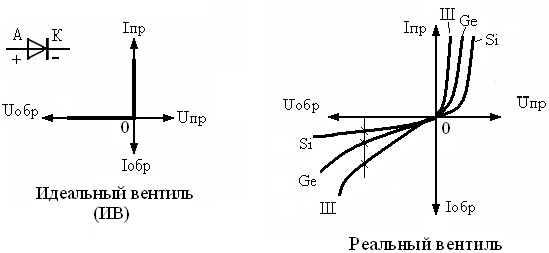 А К
+ -
Iпр
Uобр
Uпр
0
Iобр
Идеальный вентиль
(ИВ)
Iпр
Ш
Ge
Si
Uобр
Uпр
0
Si
Ge
Ш
Iобр
Реальный вентиль